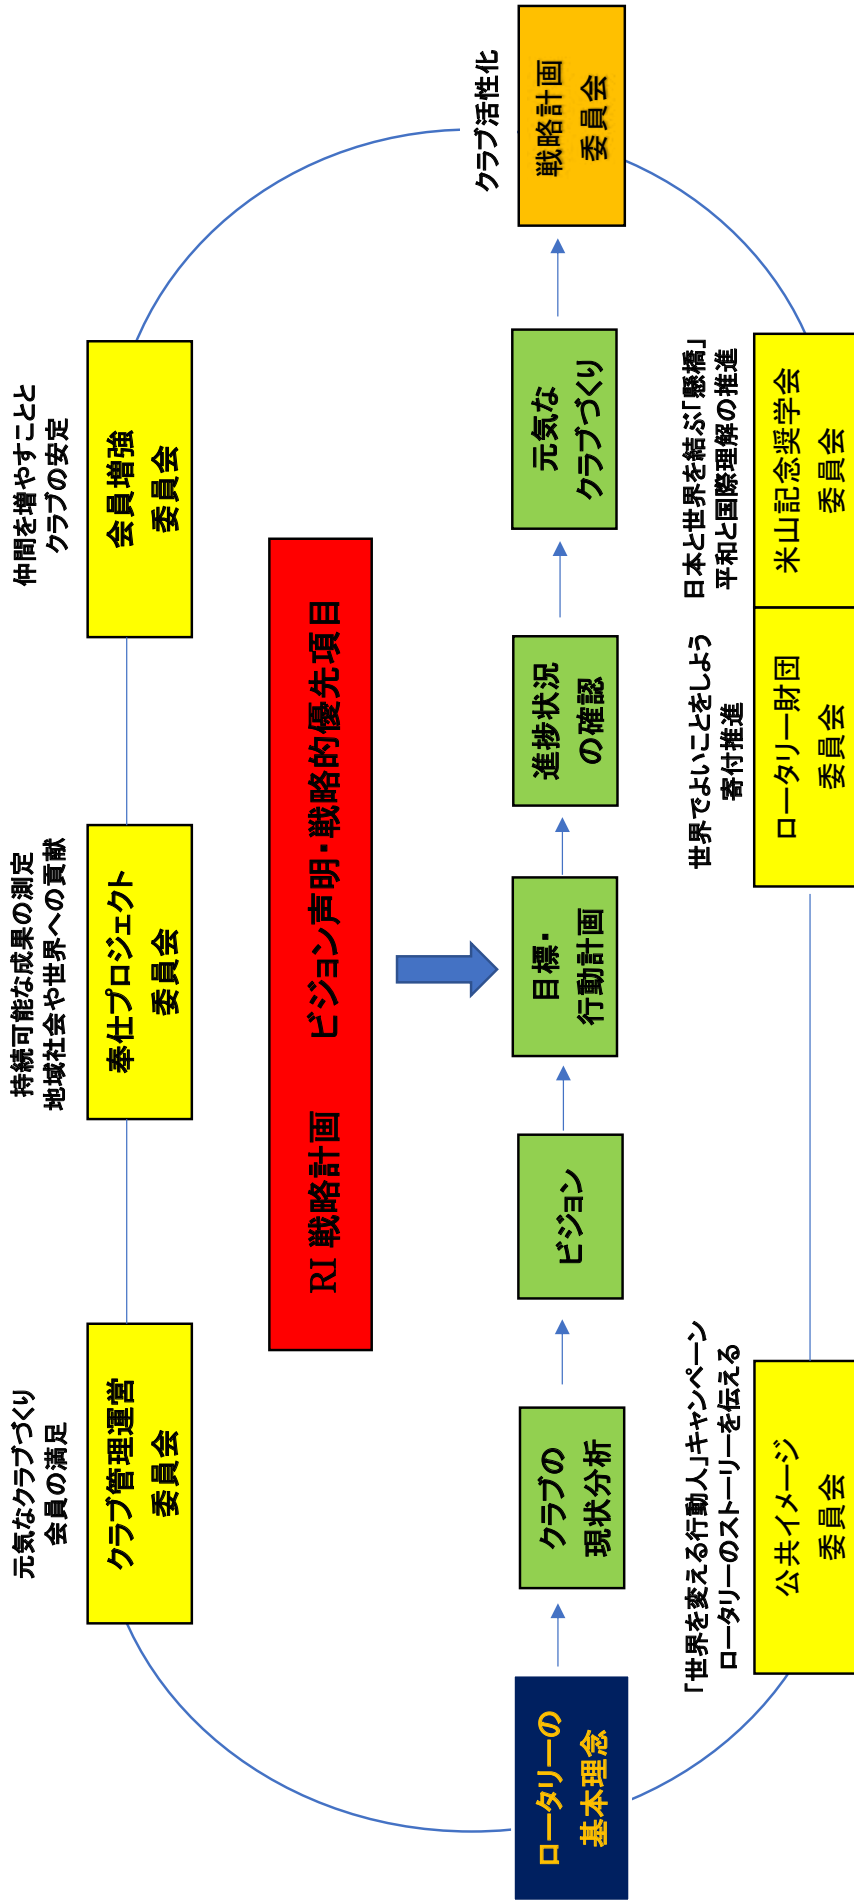 元気なクラブづくり
会員の満足
クラブ管理運営
委員会
持続可能な成果の測定
地域社会や世界への貢献
奉仕プロジェクト
委員会
仲間を増やすことと
クラブの安定
会員増強
委員会
RI 戦略計画　　ビジョン声明・戦略的優先項目
ロータリーの
基本理念
クラブの
現状分析
ビジョン
目標・
行動計画
進捗状況
の確認
元気な
クラブづくり
クラブ活性化
戦略計画
委員会
「世界を変える行動人」キャンペーン
ロータリーのストーリーを伝える
公共イメージ
委員会
世界でよいことをしよう
寄付推進
ロータリー財団
委員会
日本と世界を結ぶ「懸橋」
平和と国際理解の推進
米山記念奨学会
委員会